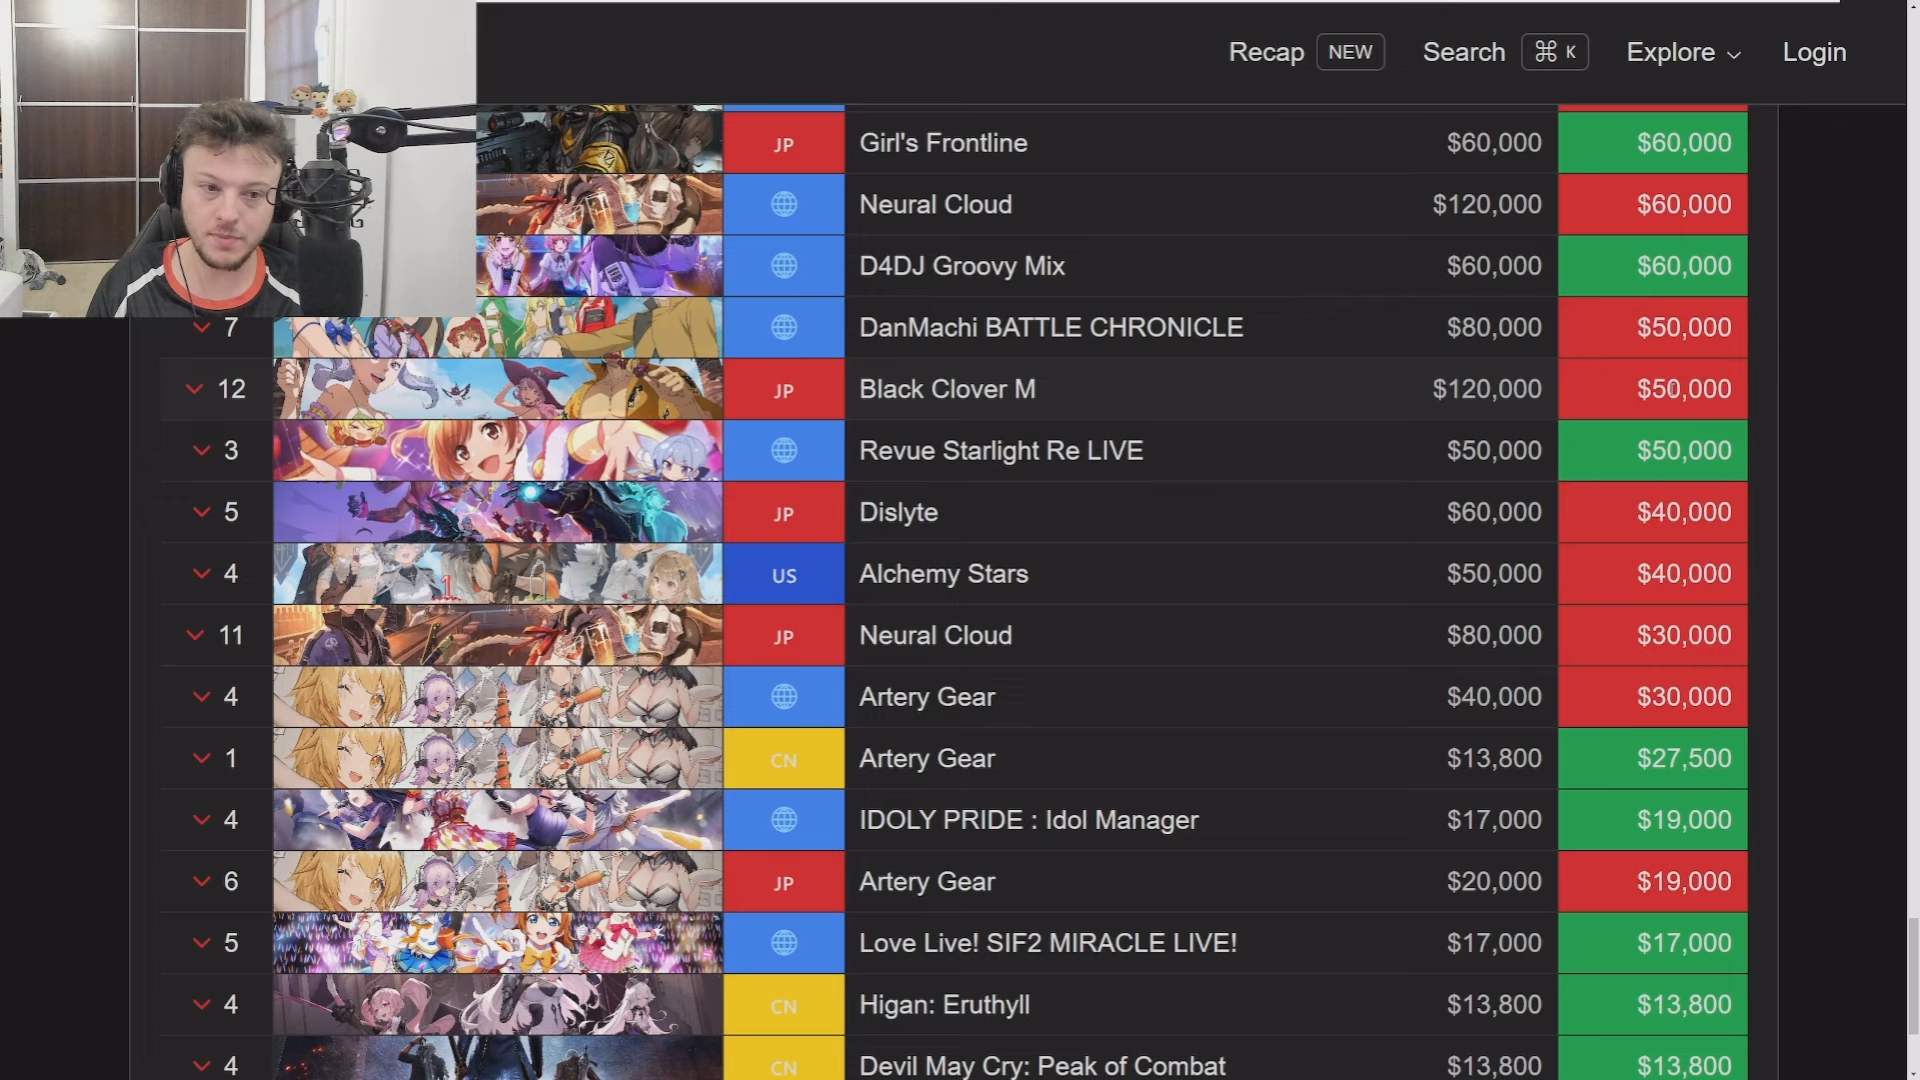 Recap NEW Search ⌘ K Explore Login
JP Girl's Frontline $60,000 $60,000
Neural Cloud $120,000 $60,000
D4DJ Groovy Mix $60,000 $60,000
7 DanMachi BATTLE CHRONICLE $80,000 $50,000
12 JP Black Clover M $120,000 $50,000
3 Revue Starlight Re LIVE $50,000 $50,000
5 JP Dislyte $60,000 $40,000
4 US Alchemy Stars $50,000 $40,000
11 JP Neural Cloud $80,000 $30,000
4 Artery Gear $40,000 $30,000
1 CN Artery Gear $13,800 $27,500
4 IDOLY PRIDE : Idol Manager $17,000 $19,000
6 JP Artery Gear $20,000 $19,000
5 Love Live! SIF2 MIRACLE LIVE! $17,000 $17,000
4 CN Higan: Eruthyll $13,800 $13,800
4 CN Devil May Cry: Peak of Combat $13,800 $13,800